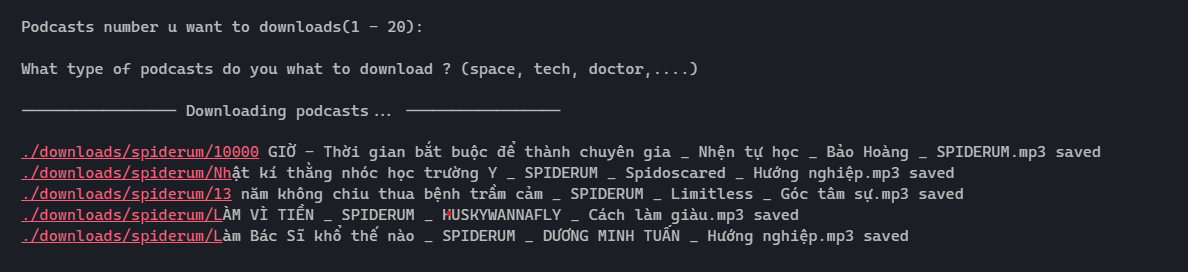 Podcasts number u want to downloads(1 - 20):
What type of podcasts do you what to download ? (space, tech, doctor,....)
───────────────── Downloading podcasts... ─────────────────
./downloads/spiderum/10000 GIỜ - Thời gian bắt buộc để thành chuyên gia _ Nhện tự học _ Bảo Hoàng _ SPIDERUM.mp3 saved
./downloads/spiderum/Nhật kí thằng nhóc học trường Y _ SPIDERUM _ Spidoscared _ Hướng nghiệp.mp3 saved
./downloads/spiderum/13 năm không chiu thua bệnh trầm cảm _ SPIDERUM _ Limitless _ Góc tâm sự.mp3 saved
./downloads/spiderum/LÀM VÌ TIỀN _ SPIDERUM _ HUSKYWANNAFLY _ Cách làm giàu.mp3 saved
./downloads/spiderum/Làm Bác Sĩ khổ thế nào _ SPIDERUM _ DƯƠNG MINH TUẤN _ Hướng nghiệp.mp3 saved